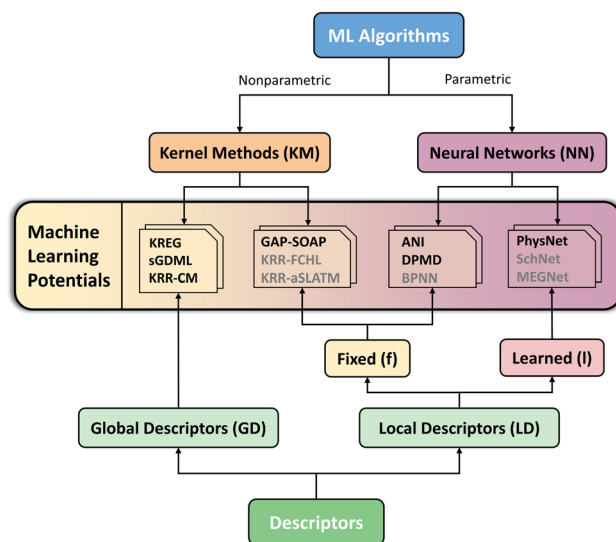 ML Algorithms
Nonparametric
Parametric
Kernel Methods (KM)
Neural Networks (NN)
Machine
Learning
Potentials
KREG
sGDML
KRR-CM
GAP-SOAP
KRR-FCHL
KRR-aSLATM
ANI
DPMD
BPNN
PhysNet
SchNet
MEGNet
Fixed (f)
Learned (l)
Global Descriptors (GD)
Local Descriptors (LD)
Descriptors